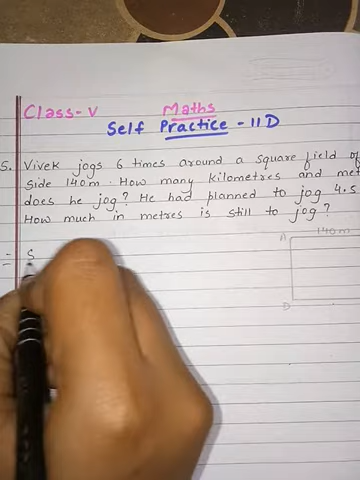 Class-V Maths
Self Practice - 11D
5. Vivek jogs 6 times around a square field of
side 140m. How many kilometres and met
does he jog? He had planned to jog 4.5
How much in metres is still to jog?
140m
A
= S
D